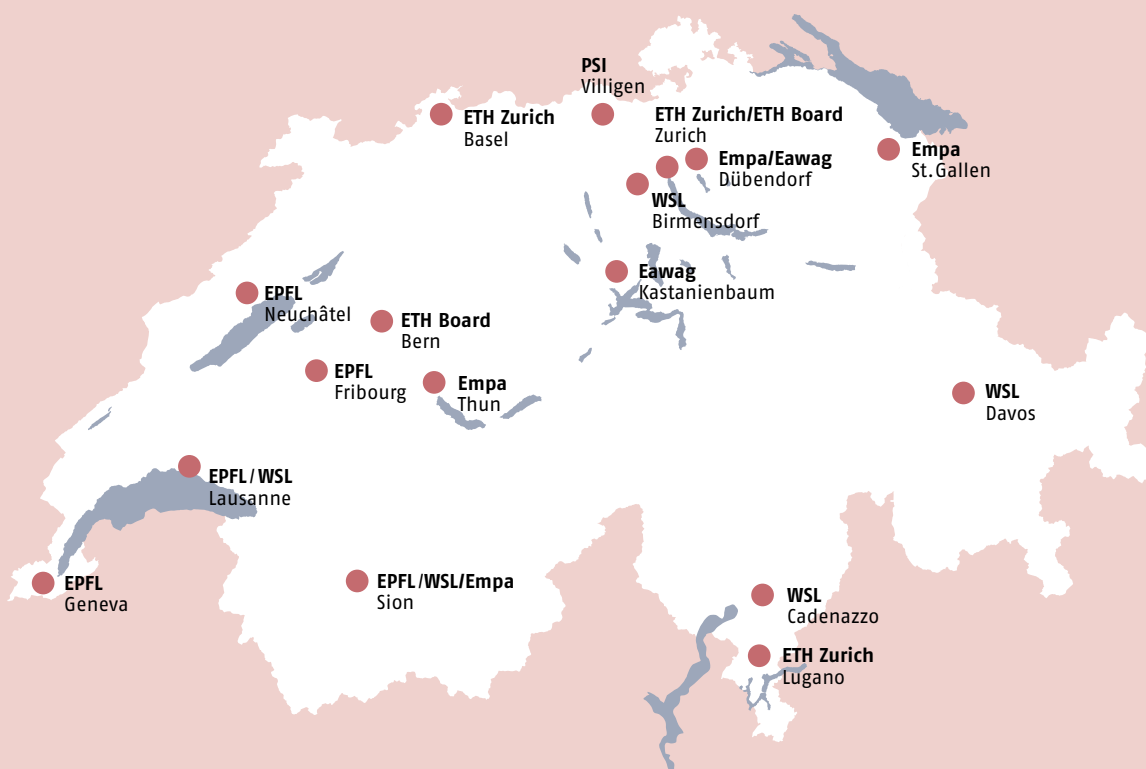 PSI
Villigen
ETH Zurich
Basel
ETH Zurich/ETH Board
Zurich
Empa/Eawag
Dübendorf
Empa
St.Gallen
WSL
Birmensdorf
Eawag
Kastanienbaum
EPFL
Neuchâtel
ETH Board
Bern
EPFL
Fribourg
Empa
Thun
WSL
Davos
EPFL/WSL
Lausanne
EPFL
Geneva
EPFL/WSL/Empa
Sion
WSL
Cadenazzo
ETH Zurich
Lugano